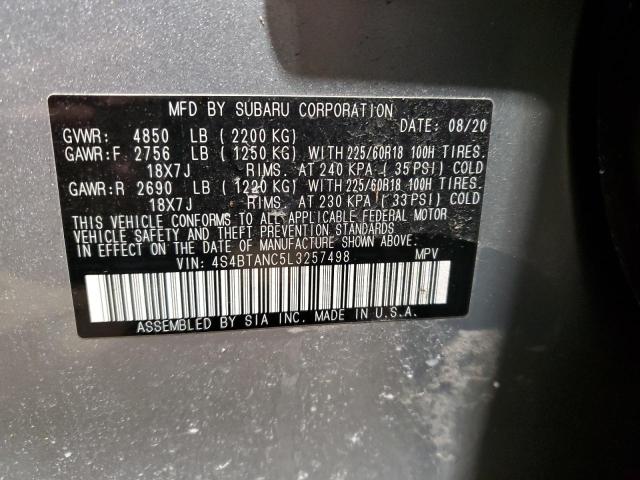 MFD BY SUBARU CORPORATION
DATE: 08/20
GVWR: 4850 LB (2200 KG)
GAWR:F 2756 LB (1250 KG) WITH 225/60R18 100H TIRES.
18X7J RIMS. AT 240 KPA (35 PSI) COLD
GAWR:R 2690 LB (1220 KG) WITH 225/60R18 100H TIRES.
18X7J RIMS. AT 230 KPA (33 PSI) COLD
THIS VEHICLE CONFORMS TO ALL APPLICABLE FEDERAL MOTOR
VEHICLE SAFETY AND THEFT PREVENTION STANDARDS
IN EFFECT ON THE DATE OF MANUFACTURE SHOWN ABOVE.
VIN: 4S4BTANC5L3257498 MPV
ASSEMBLED BY SIA INC. MADE IN U.S.A.